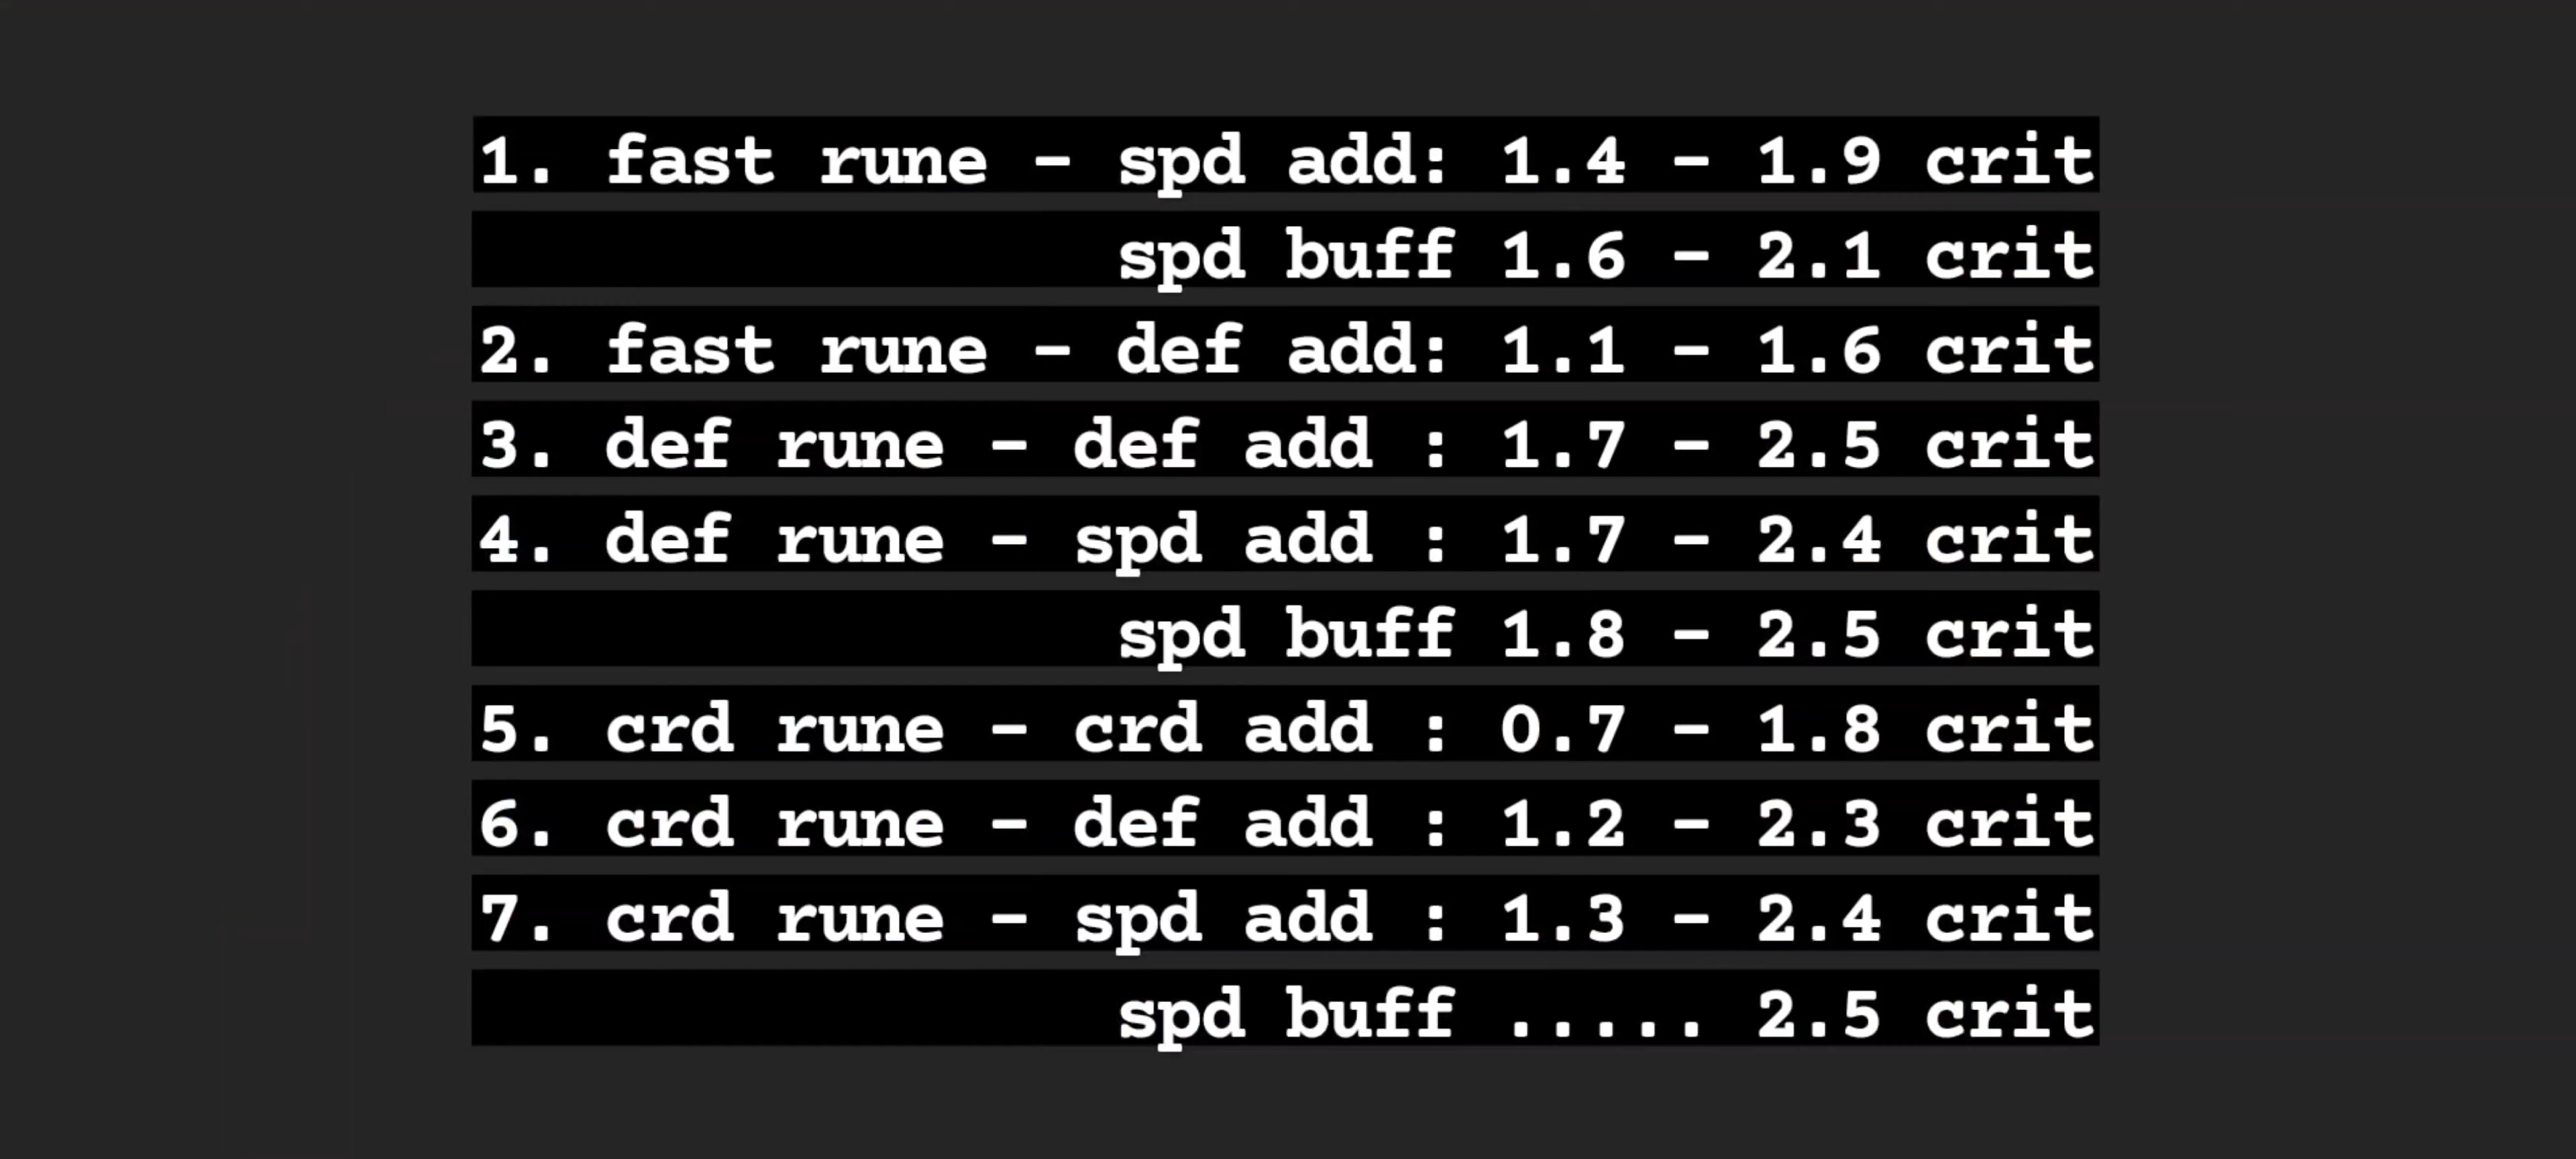 1. fast rune - spd add: 1.4 - 1.9 crit
spd buff 1.6 - 2.1 crit
2. fast rune - def add: 1.1 - 1.6 crit
3. def rune - def add : 1.7 - 2.5 crit
4. def rune - spd add : 1.7 - 2.4 crit
spd buff 1.8 - 2.5 crit
5. crd rune - crd add : 0.7 - 1.8 crit
6. crd rune - def add : 1.2 - 2.3 crit
7. crd rune - spd add : 1.3 - 2.4 crit
spd buff ..... 2.5 crit